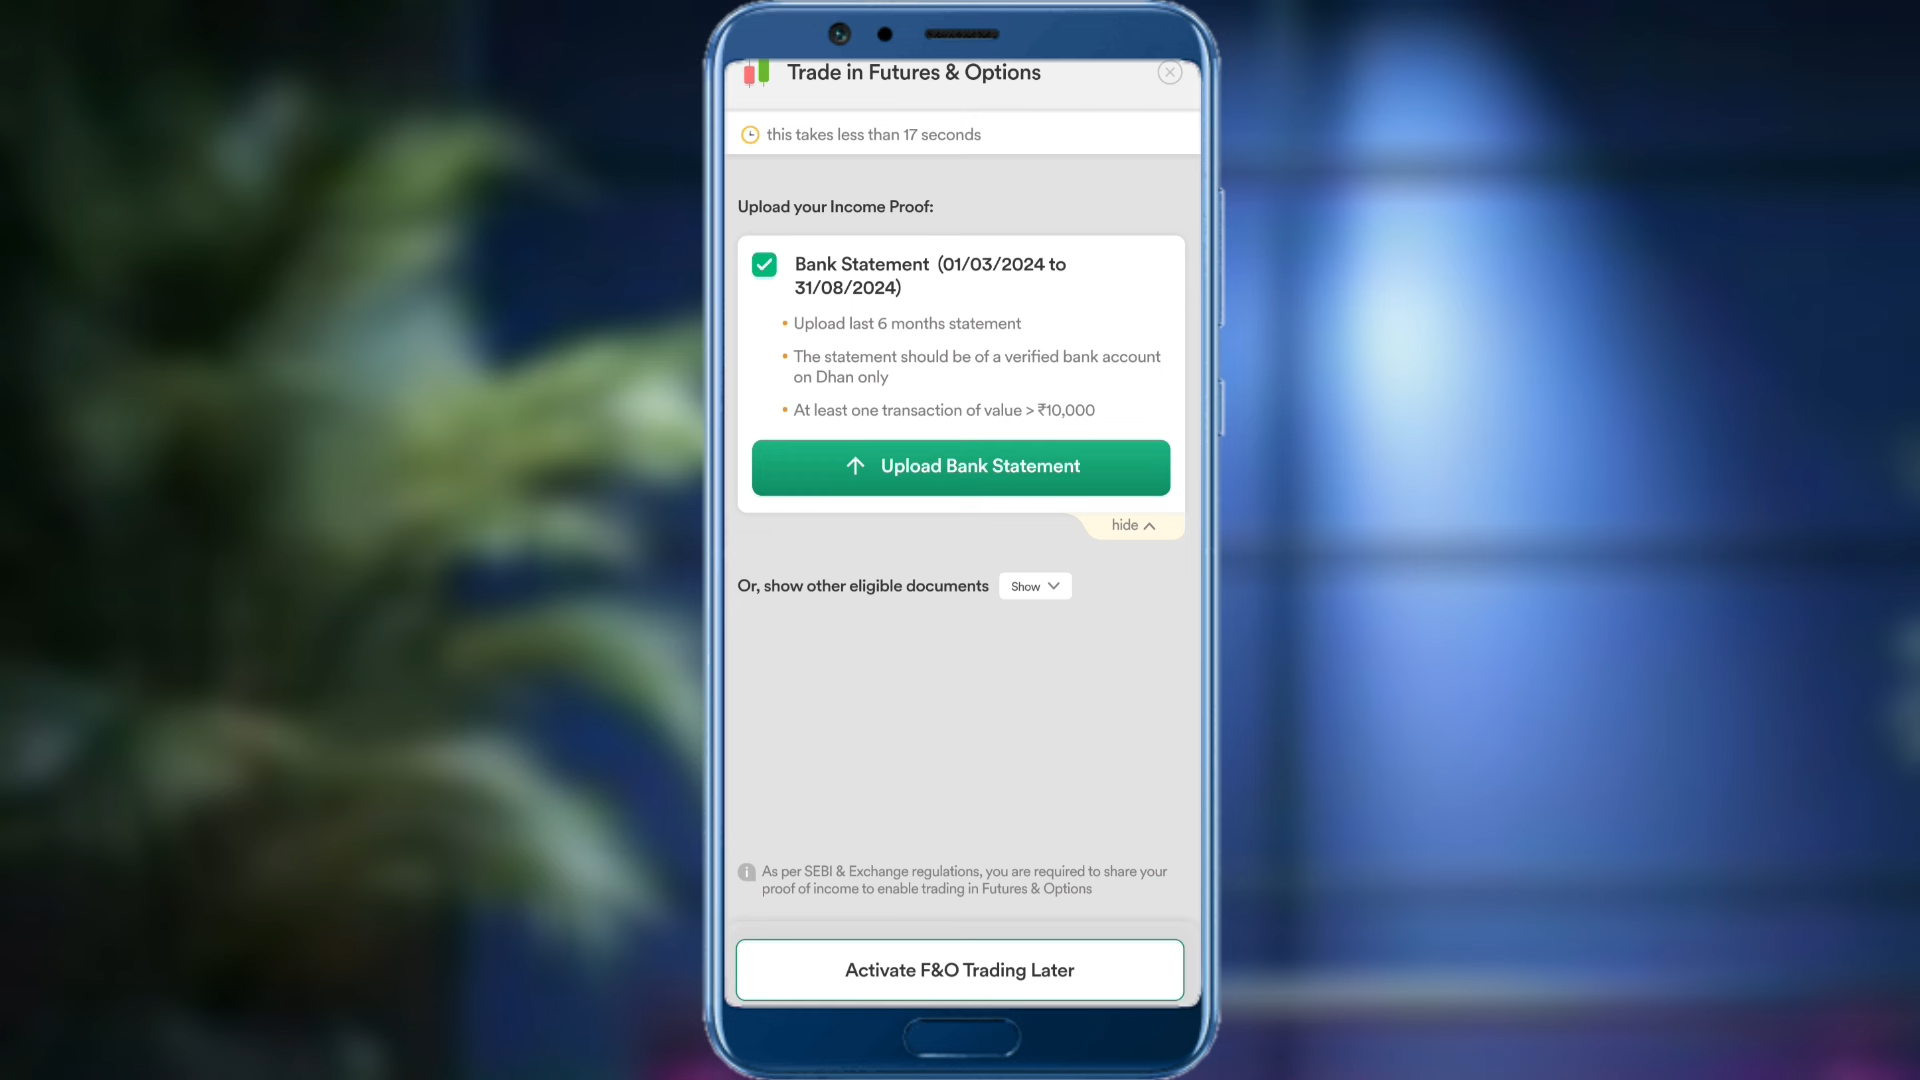 Trade in Futures & Options
this takes less than 17 seconds
Upload your Income Proof:
Bank Statement (01/03/2024 to
31/08/2024)
• Upload last 6 months statement
• The statement should be of a verified bank account
on Dhan only
• At least one transaction of value > ₹10,000
Upload Bank Statement
hide
Or, show other eligible documents Show
As per SEBI & Exchange regulations, you are required to share your
proof of income to enable trading in Futures & Options
Activate F&O Trading Later